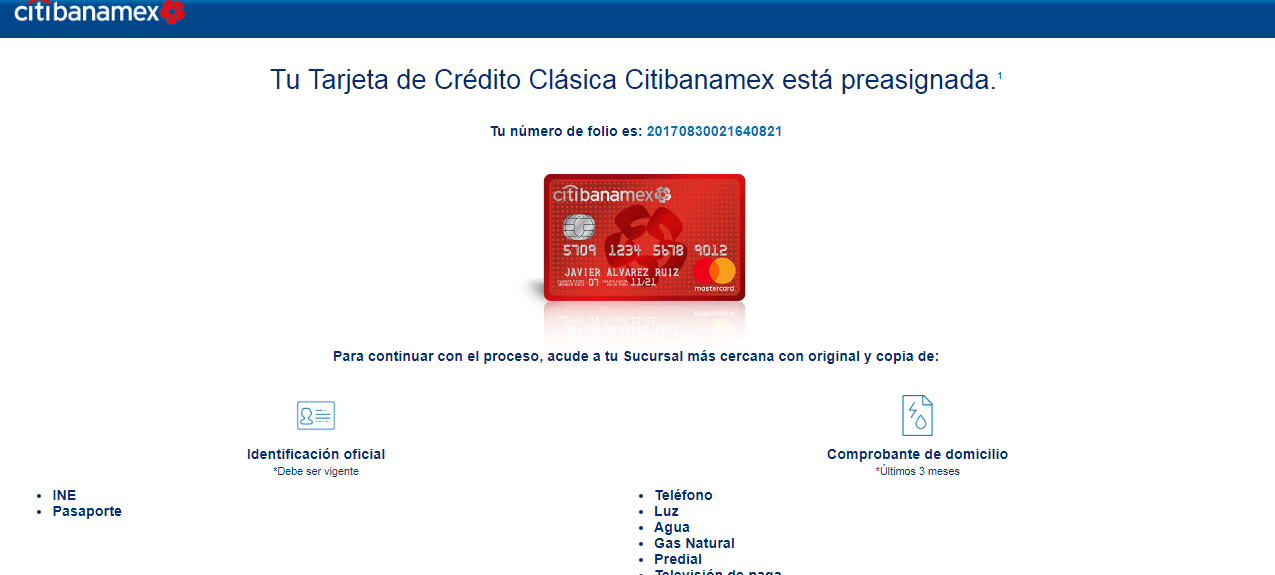 citibanamex
Tu Tarjeta de Crédito Clásica Citibanamex está preasignada.¹
Tu número de folio es: 20170830021640821
citibanamex
5709 1234 5678 9012
JAVIER ALVAREZ RUIZ
07 11/21
mastercard.
Para continuar con el proceso, acude a tu Sucursal más cercana con original y copia de:
Identificación oficial
*Debe ser vigente
INE
Pasaporte
Comprobante de domicilio
*Últimos 3 meses
Teléfono
Luz
Agua
Gas Natural
Predial
Televisión de paga